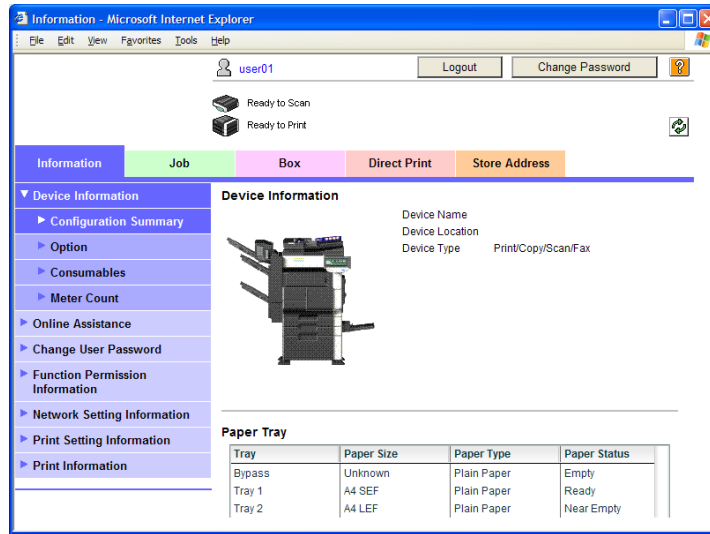 Information - Microsoft Internet Explorer
File Edit View Favorites Tools Help
user01 Logout Change Password ?
Ready to Scan
Ready to Print
Information Job Box Direct Print Store Address
Device Information
Configuration Summary
Option
Consumables
Meter Count
Online Assistance
Change User Password
Function Permission
Information
Network Setting Information
Print Setting Information
Print Information
Device Information
Device Name
Device Location
Device Type Print/Copy/Scan/Fax
Paper Tray
Tray Paper Size Paper Type Paper Status
Bypass Unknown Plain Paper Empty
Tray 1 A4 SEF Plain Paper Ready
Tray 2 A4 LEF Plain Paper Near Empty